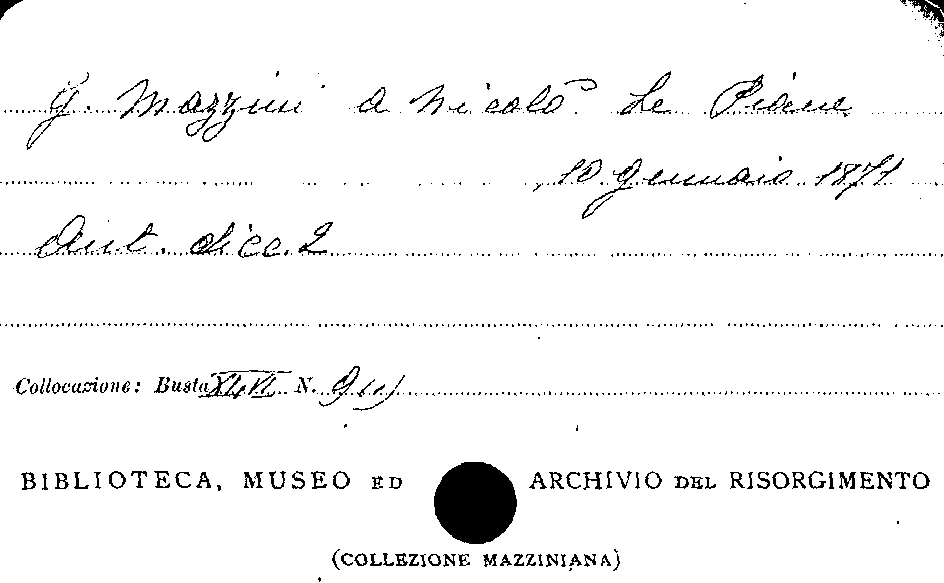 G. Mazzini a Nicolò Le Piane
10 gennaio 1871
Aut. dicc. 2
Collocazione: Busta XLVI N. 9
BIBLIOTECA, MUSEO ED ARCHIVIO DEL RISORGIMENTO
(COLLEZIONE MAZZINIANA)